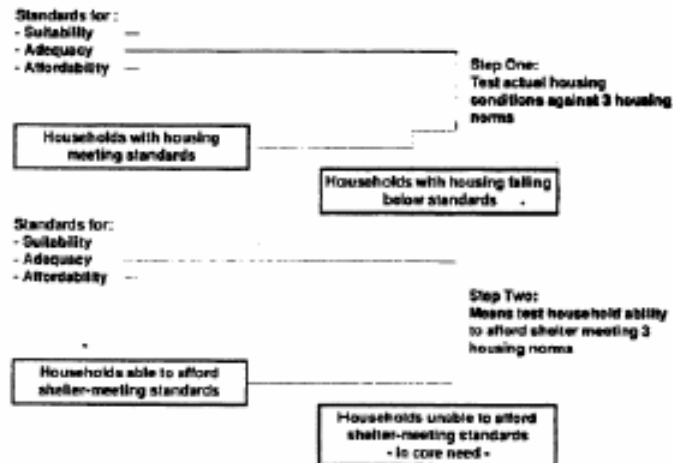 Standards for:
- Suitability
- Adequacy
- Affordability
Step One:
Test actual housing
conditions against 3 housing
norms
Households with housing
meeting standards
Households with housing falling
below standards
Standards for:
- Suitability
- Adequacy
- Affordability
Step Two:
Means test household ability
to afford shelter meeting 3
housing norms
Households able to afford
shelter-meeting standards
Households unable to afford
shelter-meeting standards
- In core need -